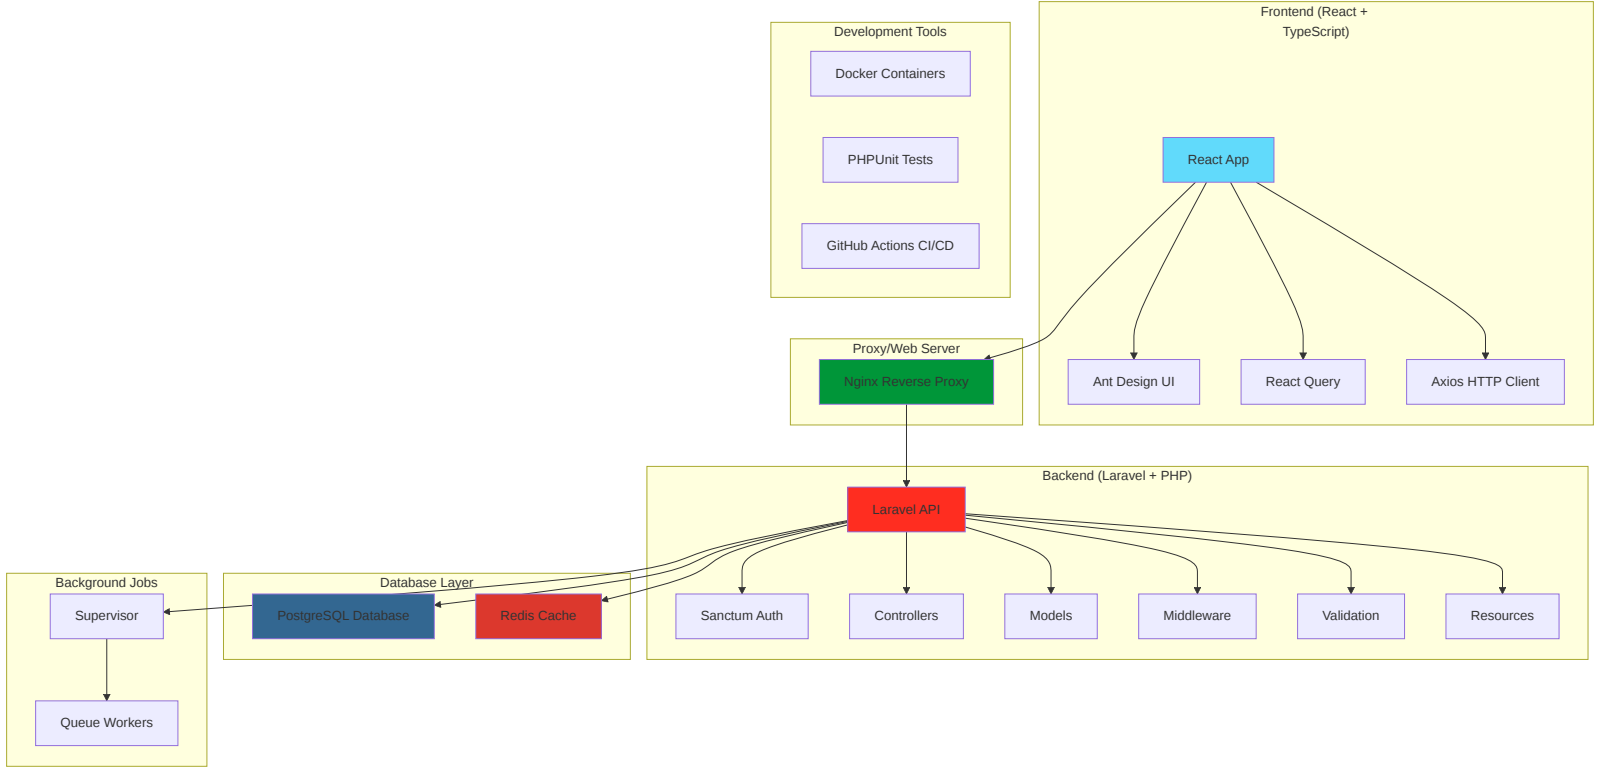 Frontend (React +
TypeScript)
Development Tools
Docker Containers
PHPUnit Tests
React App
GitHub Actions CI/CD
Proxy/Web Server
Nginx Reverse Proxy
Ant Design UI
React Query
Axios HTTP Client
Backend (Laravel + PHP)
Laravel API
Background Jobs
Database Layer
Supervisor
PostgreSQL Database
Redis Cache
Sanctum Auth
Controllers
Models
Middleware
Validation
Resources
Queue Workers